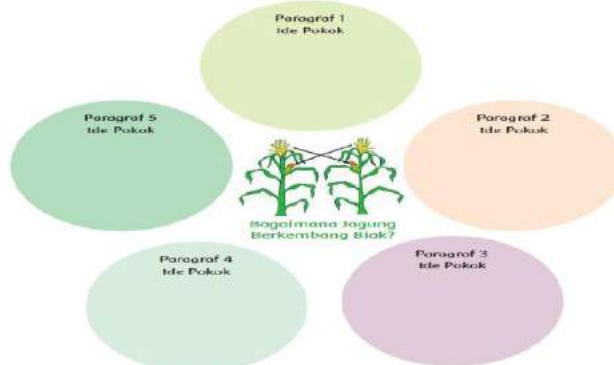 Paragraf 1
Ide Pokok
Paragraf 5
Ide Pokok
Paragraf 2
Ide Pokok
Bagaimana Jagung
Berkembang Biak?
Paragraf 4
Ide Pokok
Paragraf 3
Ide Pokok